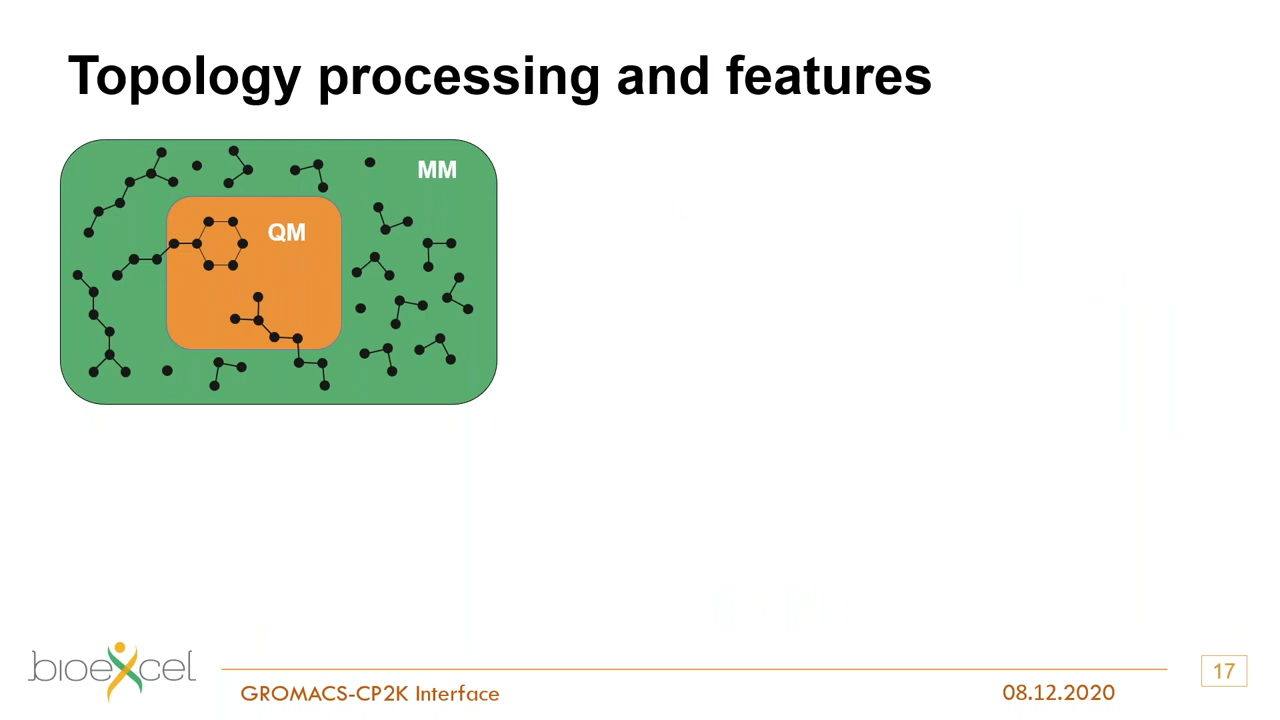 Topology processing and features
MM
QM
bioexcel
GROMACS-CP2K Interface
08.12.2020
17